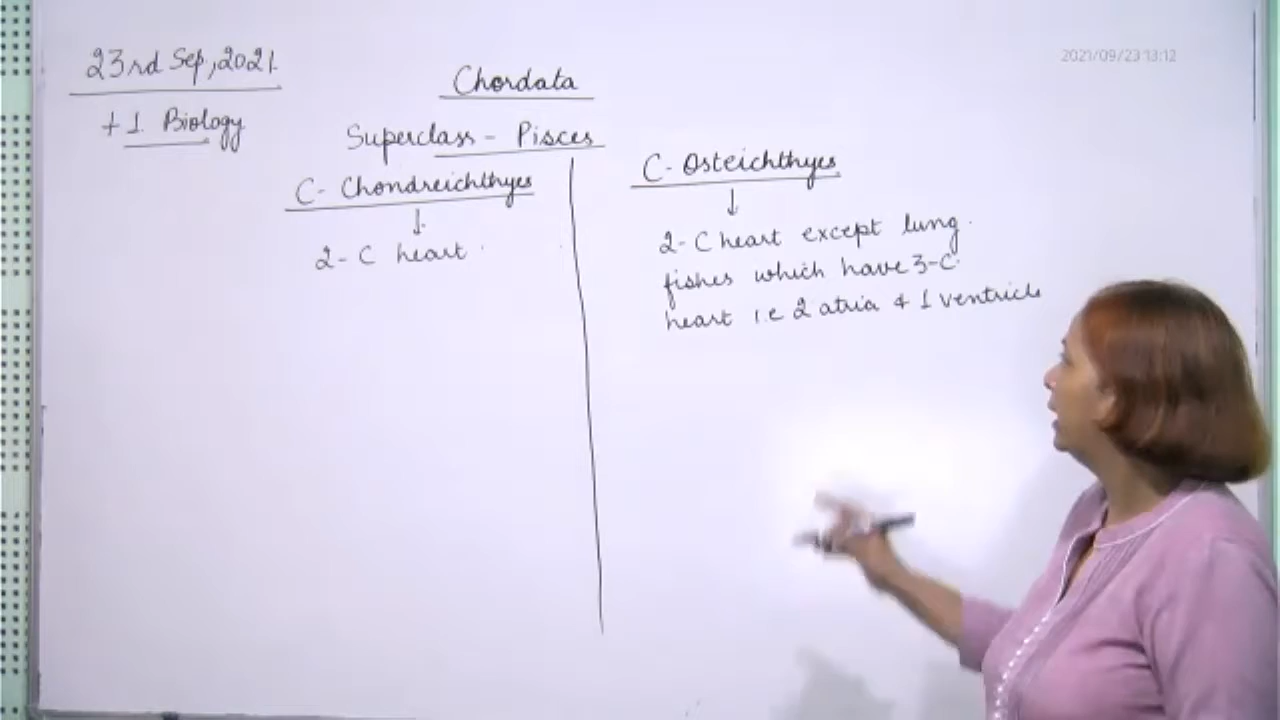 23rd Sep, 2021.
+1 Biology
2021/09/23 13:12
Chordata
Superclass - Pisces
C- Chondreichthyes
↓
2-C heart
C- Osteichthyes
↓
2-C heart except lung
fishes which have 3-C
heart i.e 2 atria & 1 ventricle